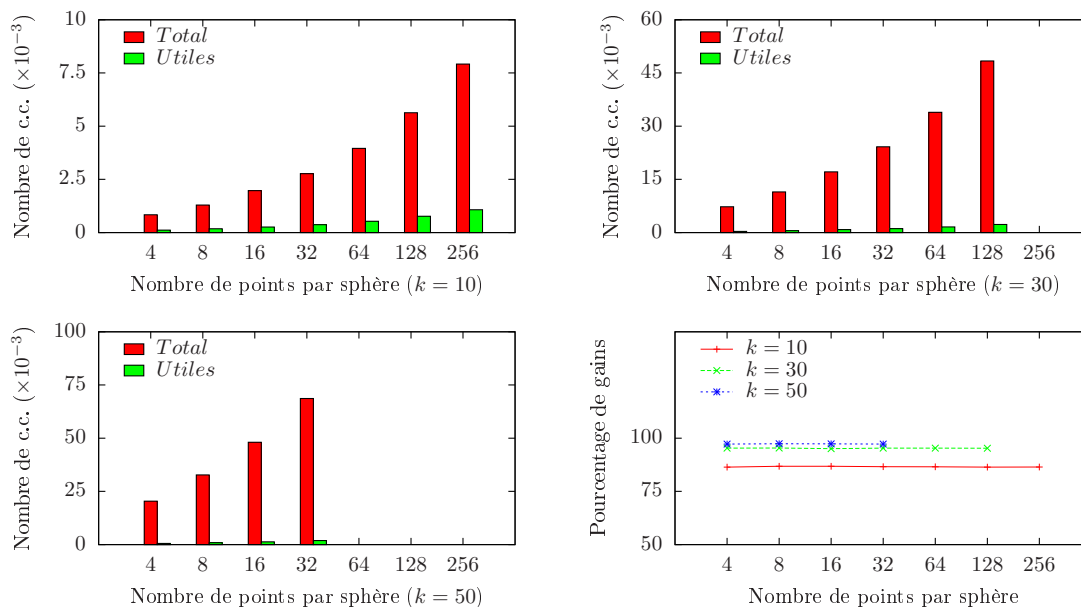 Nombre de c.c. (×10⁻³)
10
7.5
5
2.5
0
Total
Utiles
4 8 16 32 64 128 256
Nombre de points par sphère (k = 10)
Nombre de c.c. (×10⁻³)
60
45
30
15
0
Total
Utiles
4 8 16 32 64 128 256
Nombre de points par sphère (k = 30)
Nombre de c.c. (×10⁻³)
100
75
50
25
0
Total
Utiles
4 8 16 32 64 128 256
Nombre de points par sphère (k = 50)
Pourcentage de gains
100
75
50
k = 10
k = 30
k = 50
4 8 16 32 64 128 256
Nombre de points par sphère